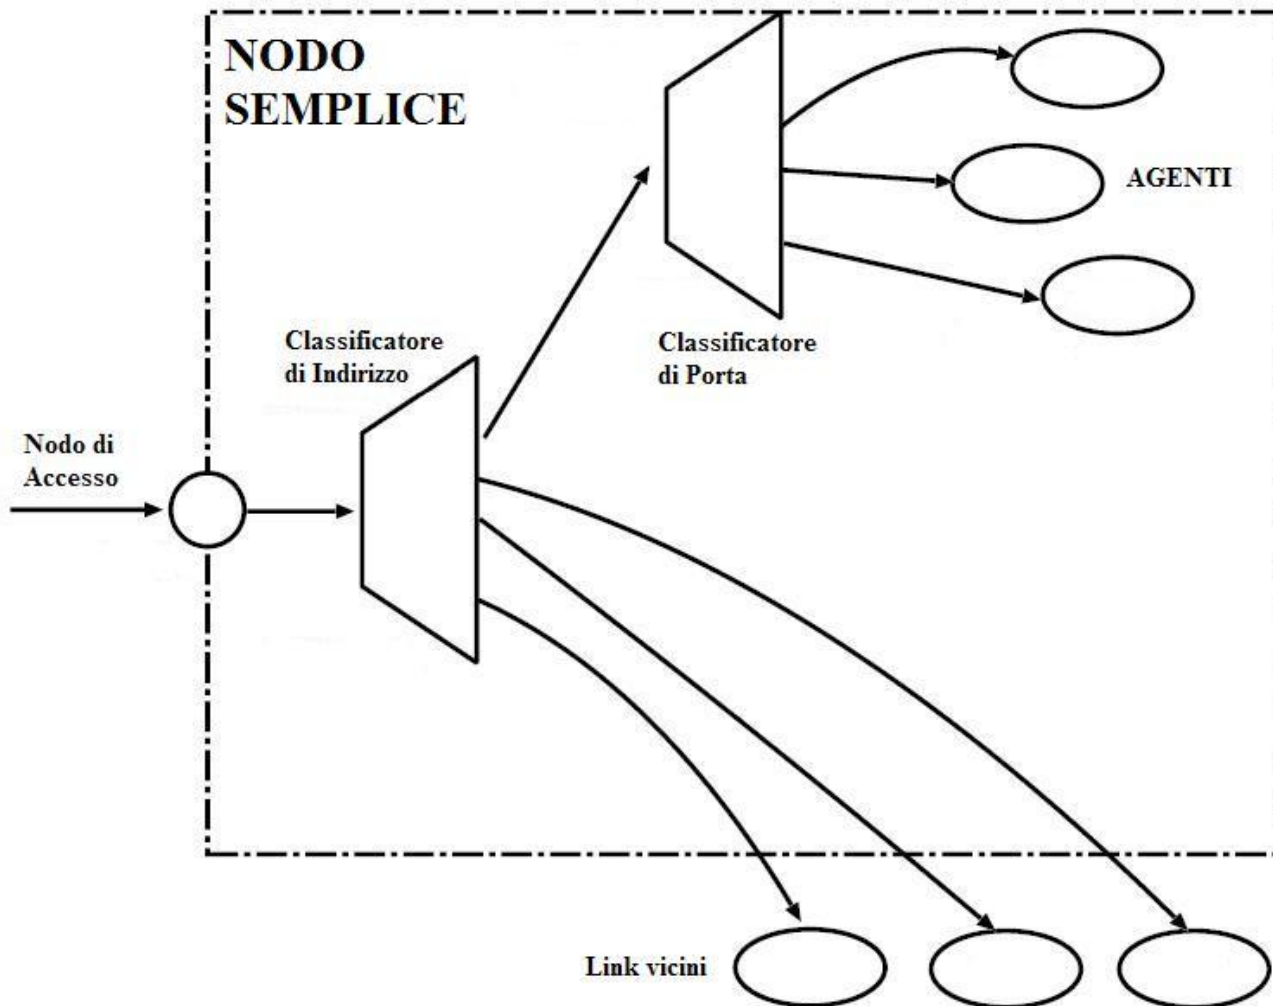 NODO
SEMPLICE
AGENTI
Classificatore
di Indirizzo
Classificatore
di Porta
Nodo di
Accesso
Link vicini